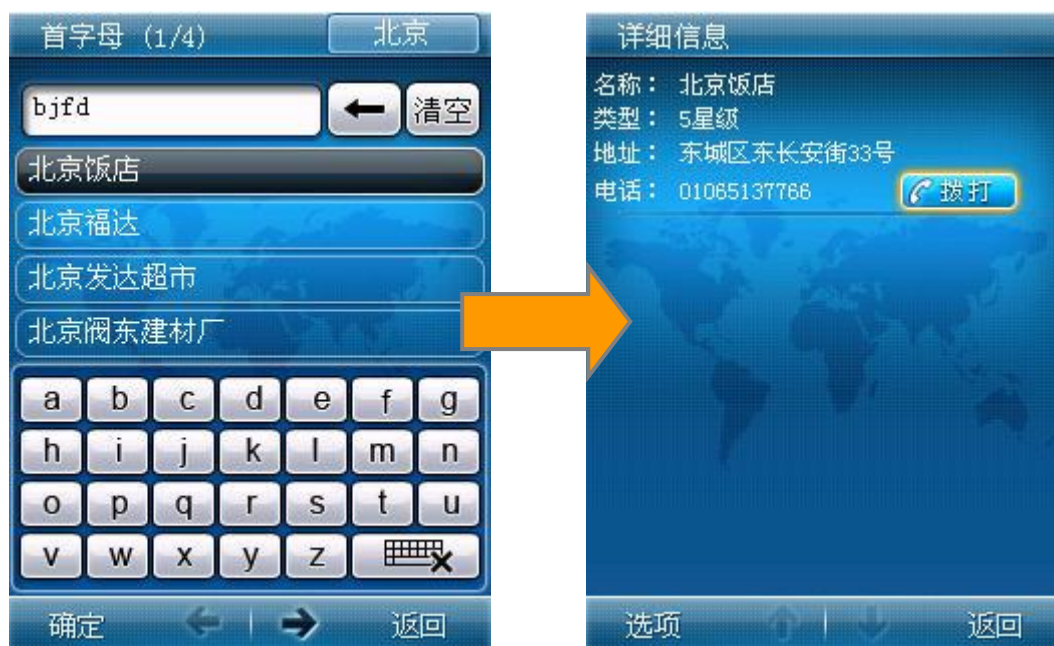 首字母 (1/4) 北京
bjfd
清空
北京饭店
北京福达
北京发达超市
北京阀东建材厂
a b c d e f g
h i j k l m n
o p q r s t u
v w x y z
确定 返回
详细信息
名称： 北京饭店
类型： 5星级
地址： 东城区东长安街33号
电话： 01065137766 拨打
选项 返回